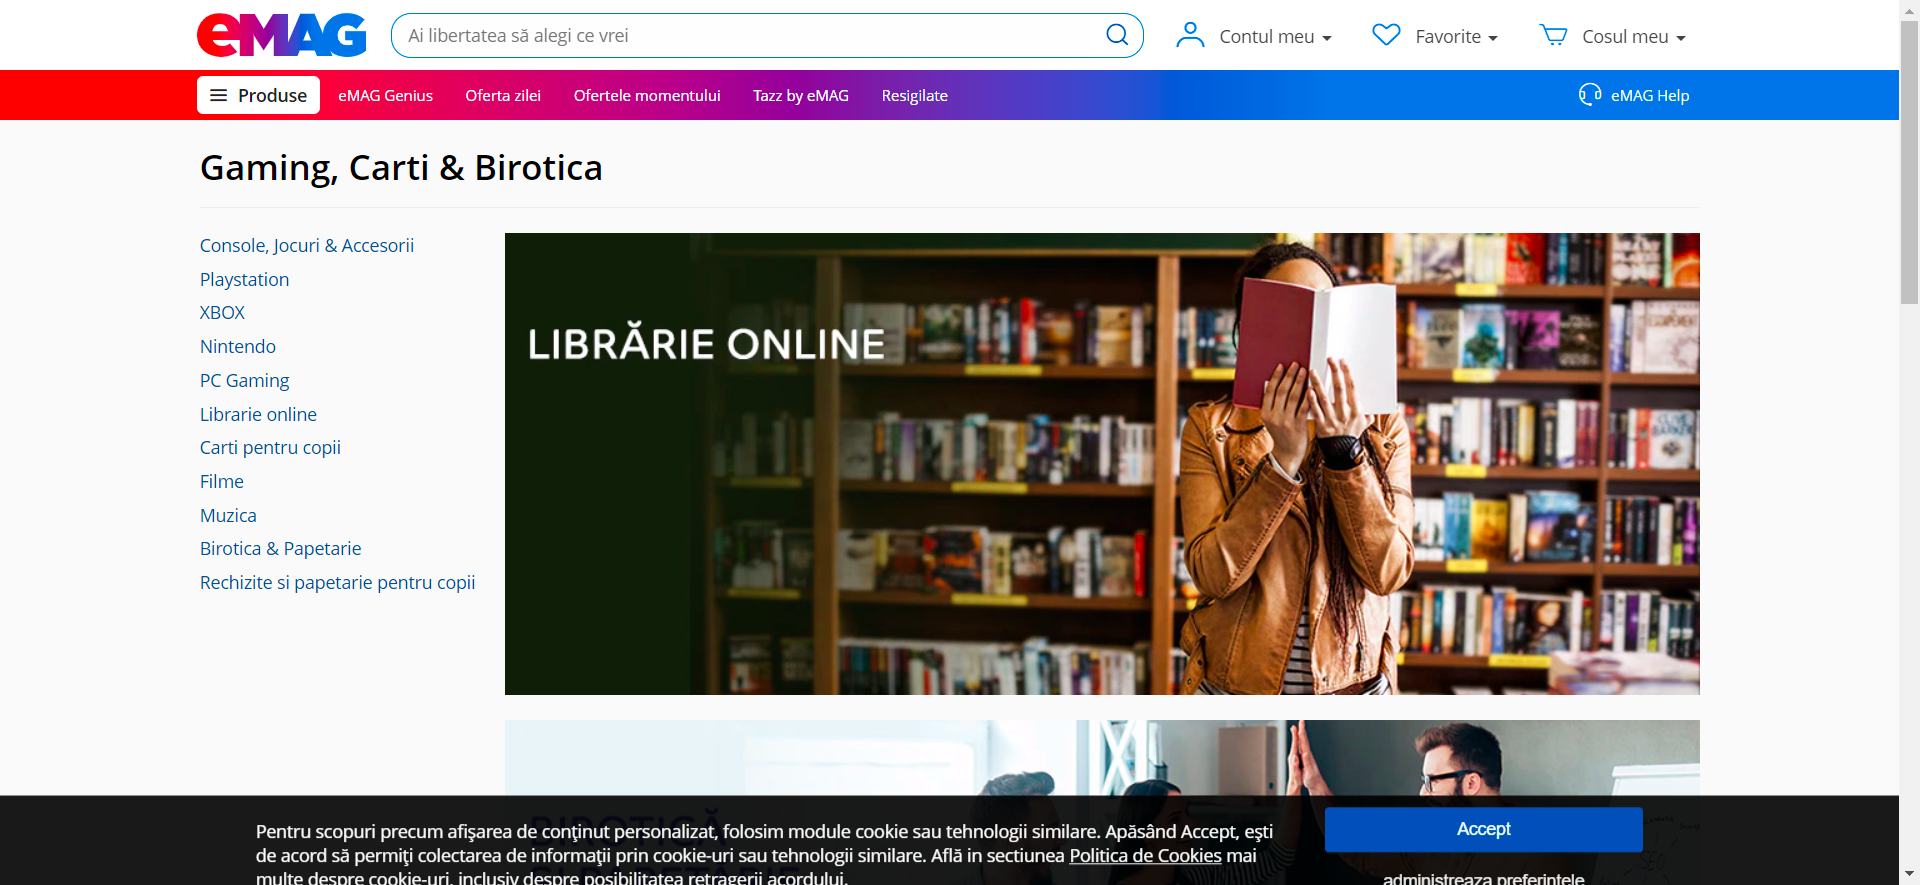 eMAG
Ai libertatea să alegi ce vrei
Contul meu
Favorite
Cosul meu
Produse
eMAG Genius
Oferta zilei
Ofertele momentului
Tazz by eMAG
Resigilate
eMAG Help
Gaming, Carti & Birotica
Console, Jocuri & Accesorii
Playstation
XBOX
Nintendo
PC Gaming
Librarie online
Carti pentru copii
Filme
Muzica
Birotica & Papetarie
Rechizite si papetarie pentru copii
LIBRĂRIE ONLINE
Pentru scopuri precum afișarea de conținut personalizat, folosim module cookie sau tehnologii similare. Apăsând Accept, ești
de acord să permiți colectarea de informații prin cookie-uri sau tehnologii similare. Află in sectiunea Politica de Cookies mai
multe despre cookie-uri, inclusiv despre posibilitatea retragerii acordului.
Accept
administreaza preferintele